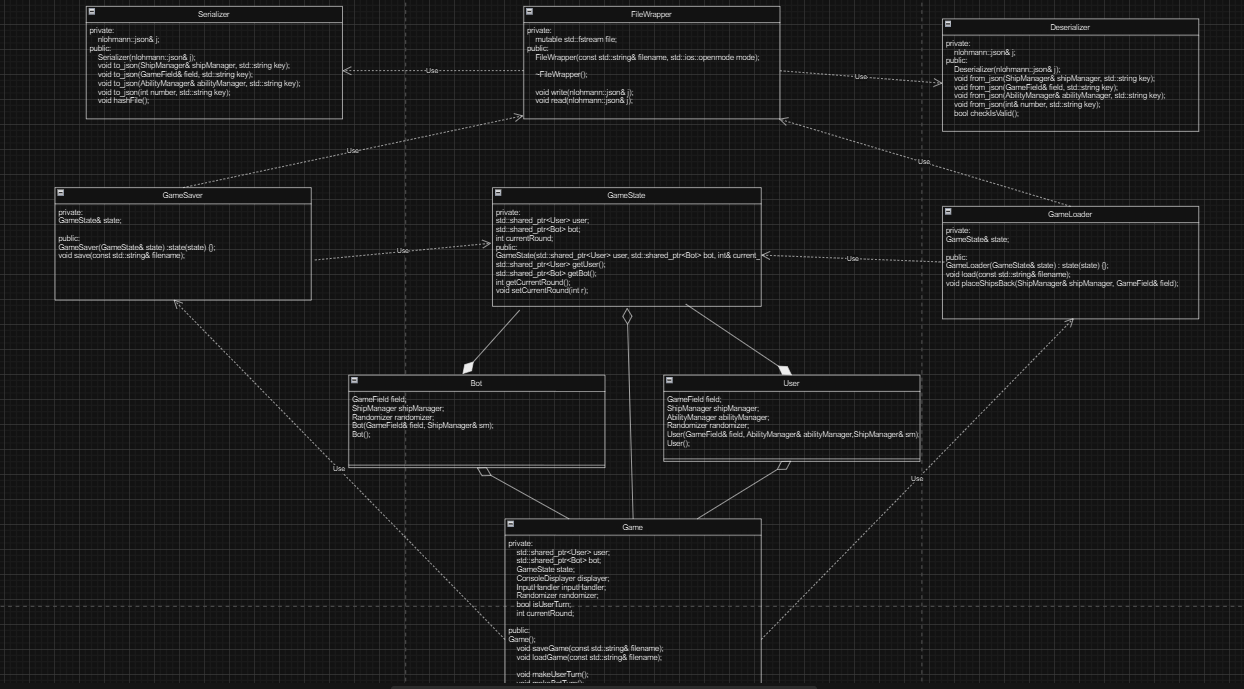 Serializer
private:
nlohmann::json& j;
public:
Serializer(nlohmann::json& j);
void to_json(ShipManager& shipManager, std::string key);
void to_json(GameField& field, std::string key);
void to_json(AbilityManager& abilityManager, std::string key);
void to_json(int number, std::string key);
void hashFile();
Use
FileWrapper
private:
mutable std::fstream file;
public:
FileWrapper(const std::string& filename, std::ios::openmode mode);
~FileWrapper();
void write(nlohmann::json& j);
void read(nlohmann::json& j);
Use
Deserializer
private:
nlohmann::json& j;
public:
Deserializer(nlohmann::json& j);
void from_json(ShipManager& shipManager, std::string key);
void from_json(GameField& field, std::string key);
void from_json(AbilityManager& abilityManager, std::string key);
void from_json(int& number, std::string key);
bool checkIsValid();
Use
Use
GameSaver
private:
GameState& state;
public:
GameSaver(GameState& state) :state(state) {};
void save(const std::string& filename);
Use
GameState
private:
std::shared_ptr<User> user;
std::shared_ptr<Bot> bot;
int currentRound;
public:
GameState(std::shared_ptr<User> user, std::shared_ptr<Bot> bot, int& current_
std::shared_ptr<User> getUser();
std::shared_ptr<Bot> getBot();
int getCurrentRound();
void setCurrentRound(int r);
Use
GameLoader
private:
GameState& state;
public:
GameLoader(GameState& state) : state(state) {};
void load(const std::string& filename);
void placeShipsBack(ShipManager& shipManager, GameField& field);
Bot
GameField field;
ShipManager shipManager;
Randomizer randomizer;
Bot(GameField& field, ShipManager& sm);
Bot();
User
GameField field;
ShipManager shipManager;
AbilityManager abilityManager;
Randomizer randomizer;
User(GameField& field, AbilityManager& abilityManager,ShipManager& sm)
User();
Use
Use
Game
private:
std::shared_ptr<User> user;
std::shared_ptr<Bot> bot;
GameState state;
ConsoleDisplayer displayer;
InputHandler inputHandler;
Randomizer randomizer;
bool isUserTurn;
int currentRound;
public:
Game();
void saveGame(const std::string& filename);
void loadGame(const std::string& filename);
void makeUserTurn();